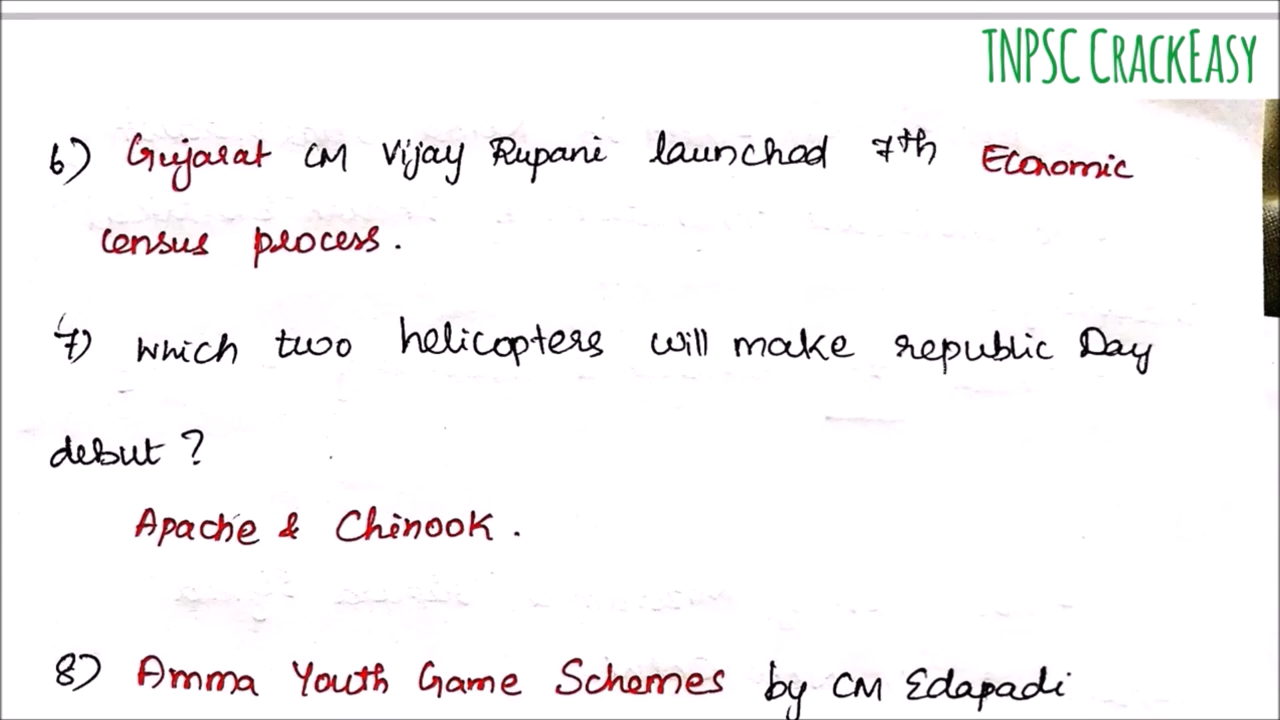 TNPSC CRACKEASY
6) Gujarat CM Vijay Rupani launched 7th Economic
census process.
7) which two helicopters will make republic Day
debut ?
Apache & Chinook.
8) Amma Youth Game Schemes by CM Edapadi